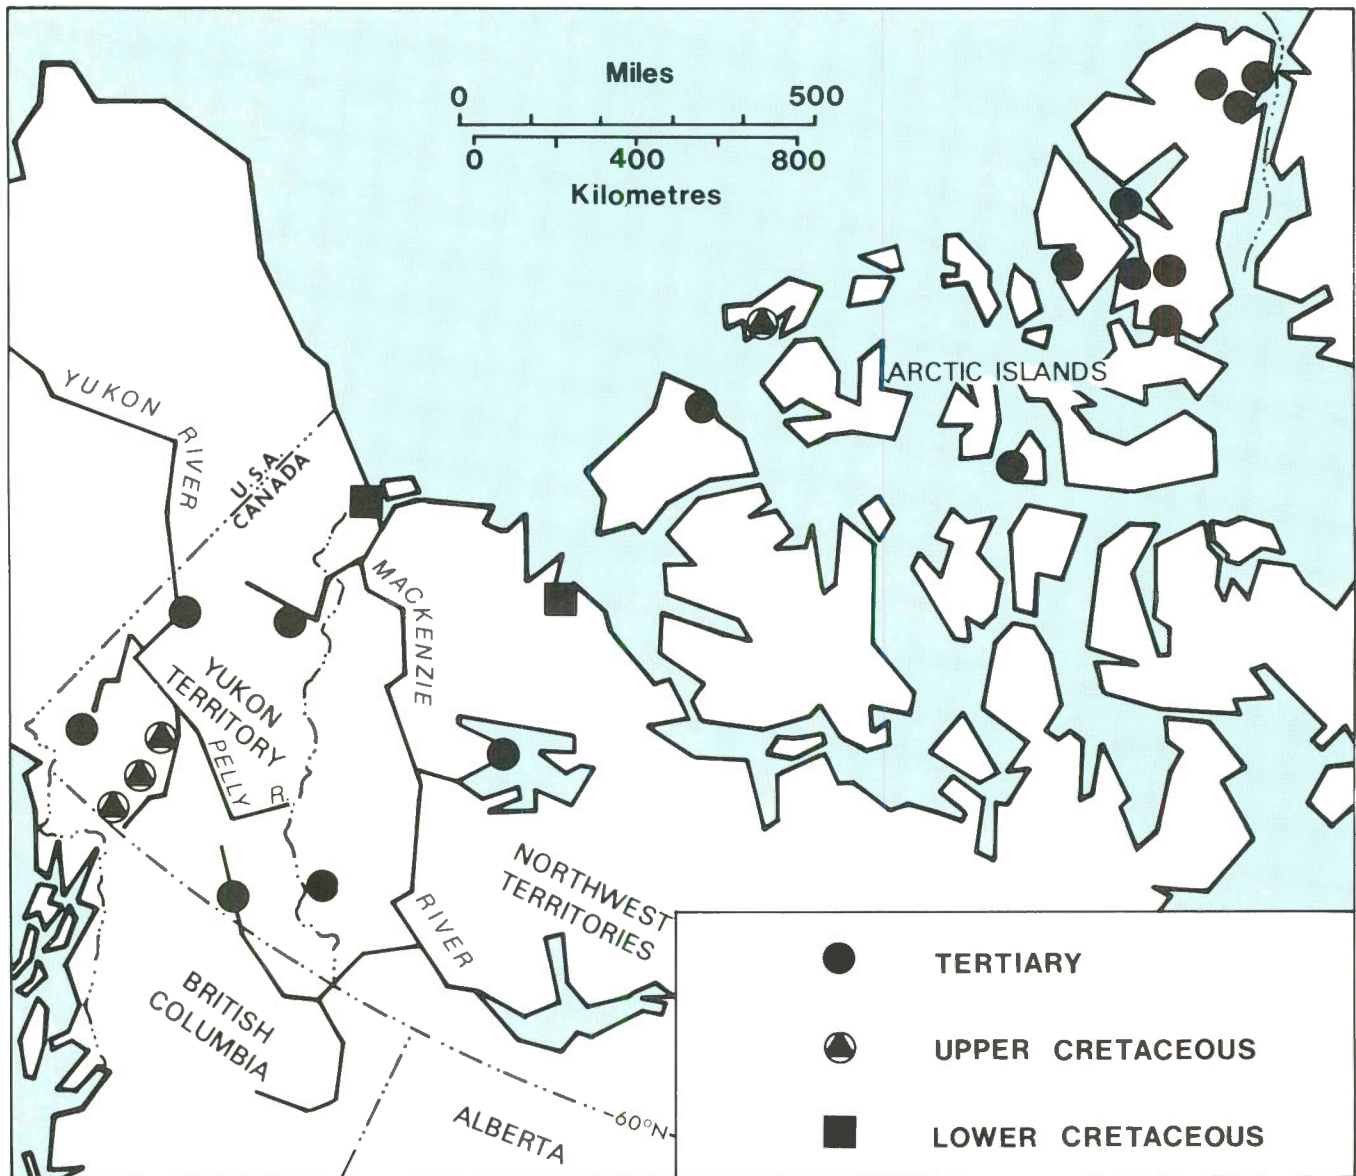 Miles
0 500
0 400 800
Kilometres
ARCTIC ISLANDS
YUKON
RIVER
U.S.A.
CANADA
MACKENZIE
YUKON
TERRITORY
PELLY
R.
NORTHWEST
TERRITORIES
RIVER
BRITISH
COLUMBIA
ALBERTA
60°N
TERTIARY
UPPER CRETACEOUS
LOWER CRETACEOUS